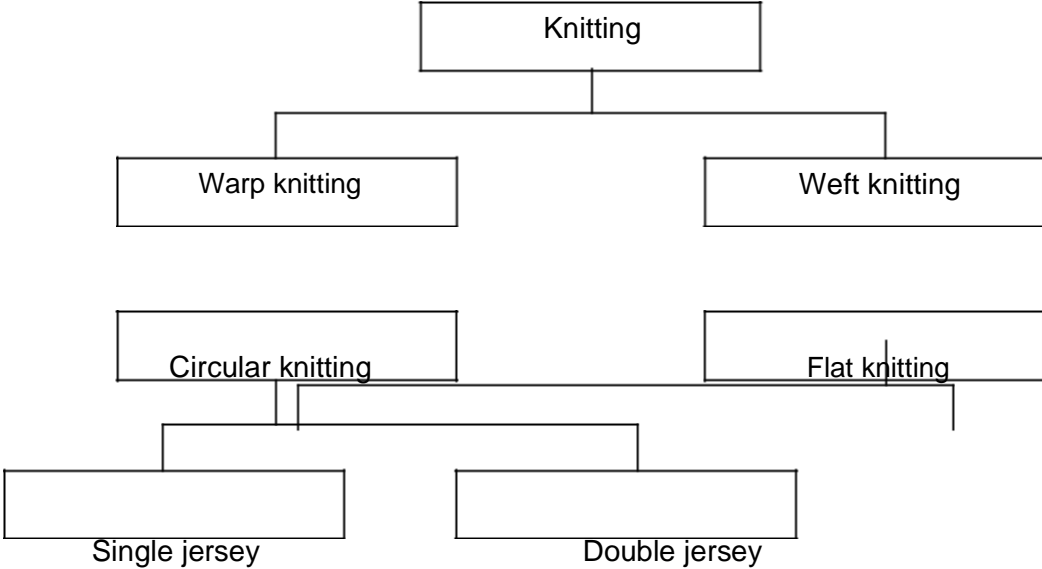 Knitting
Warp knitting
Weft knitting
Circular knitting
Flat knitting
Single jersey
Double jersey